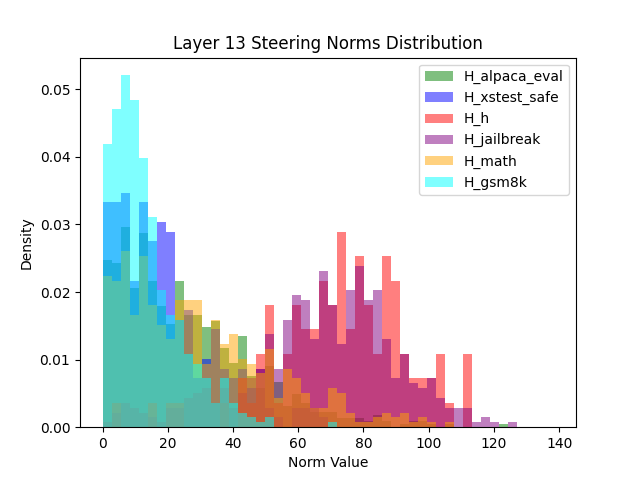 Layer 13 Steering Norms Distribution
H_alpaca_eval
H_xstest_safe
H_h
H_jailbreak
H_math
H_gsm8k
Density
0.05
0.04
0.03
0.02
0.01
0.00
0 20 40 60 80 100 120 140
Norm Value